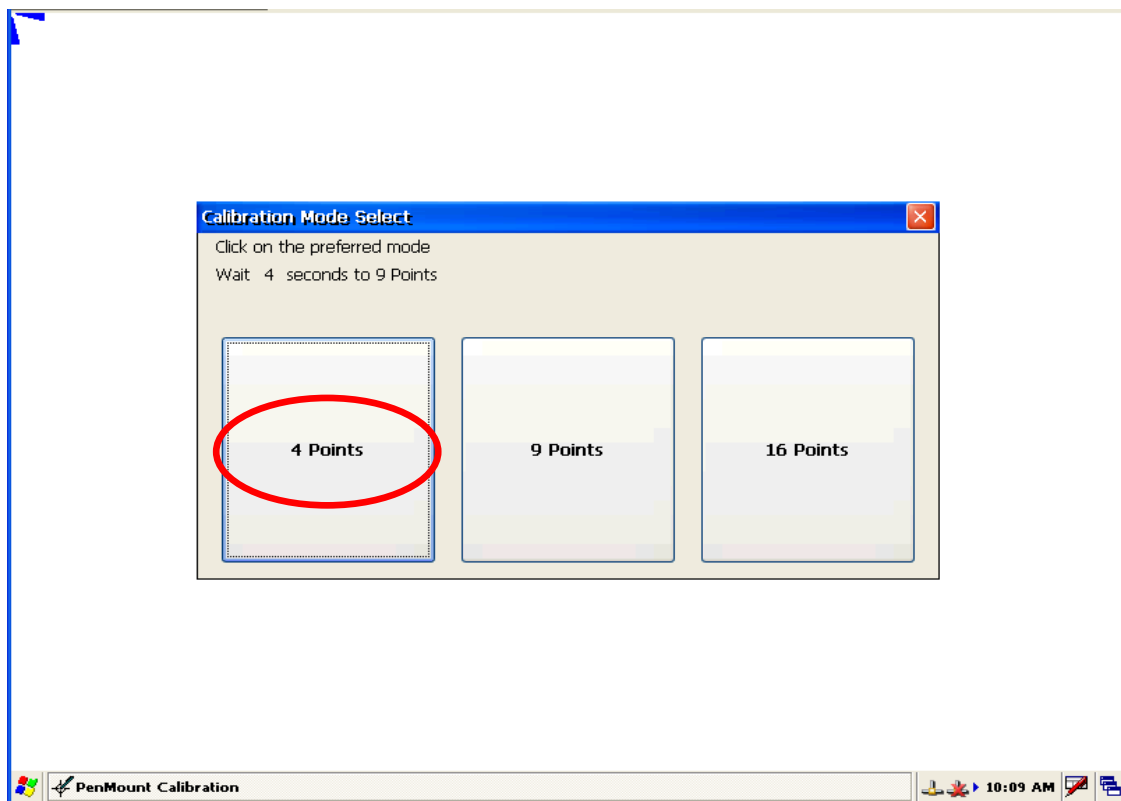 Calibration Mode Select
Click on the preferred mode
Wait 4 seconds to 9 Points
4 Points
9 Points
16 Points
PenMount Calibration
10:09 AM